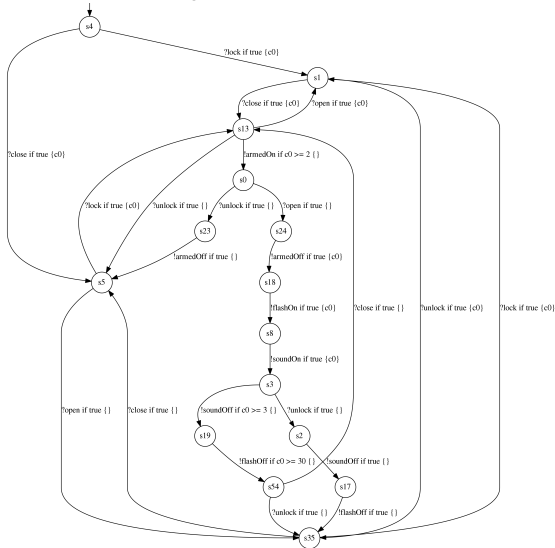 s4
?lock if true {c0}
s1
?close if true {c0} ?open if true {c0}
s13
?close if true {c0}
!armedOn if c0 >= 2 {}
s0
?lock if true {c0} ?unlock if true {} ?unlock if true {} ?open if true {}
s23 s24
!armedOff if true {} !armedOff if true {c0}
s5 s18
!flashOn if true {c0} ?close if true {} ?unlock if true {c0} ?lock if true {c0}
s8
!soundOn if true {c0}
s3
?open if true {} ?close if true {} !soundOff if c0 >= 3 {} ?unlock if true {}
s19 s2
!flashOff if c0 >= 30 {} !soundOff if true {}
s54 s17
?unlock if true {} !flashOff if true {}
s35